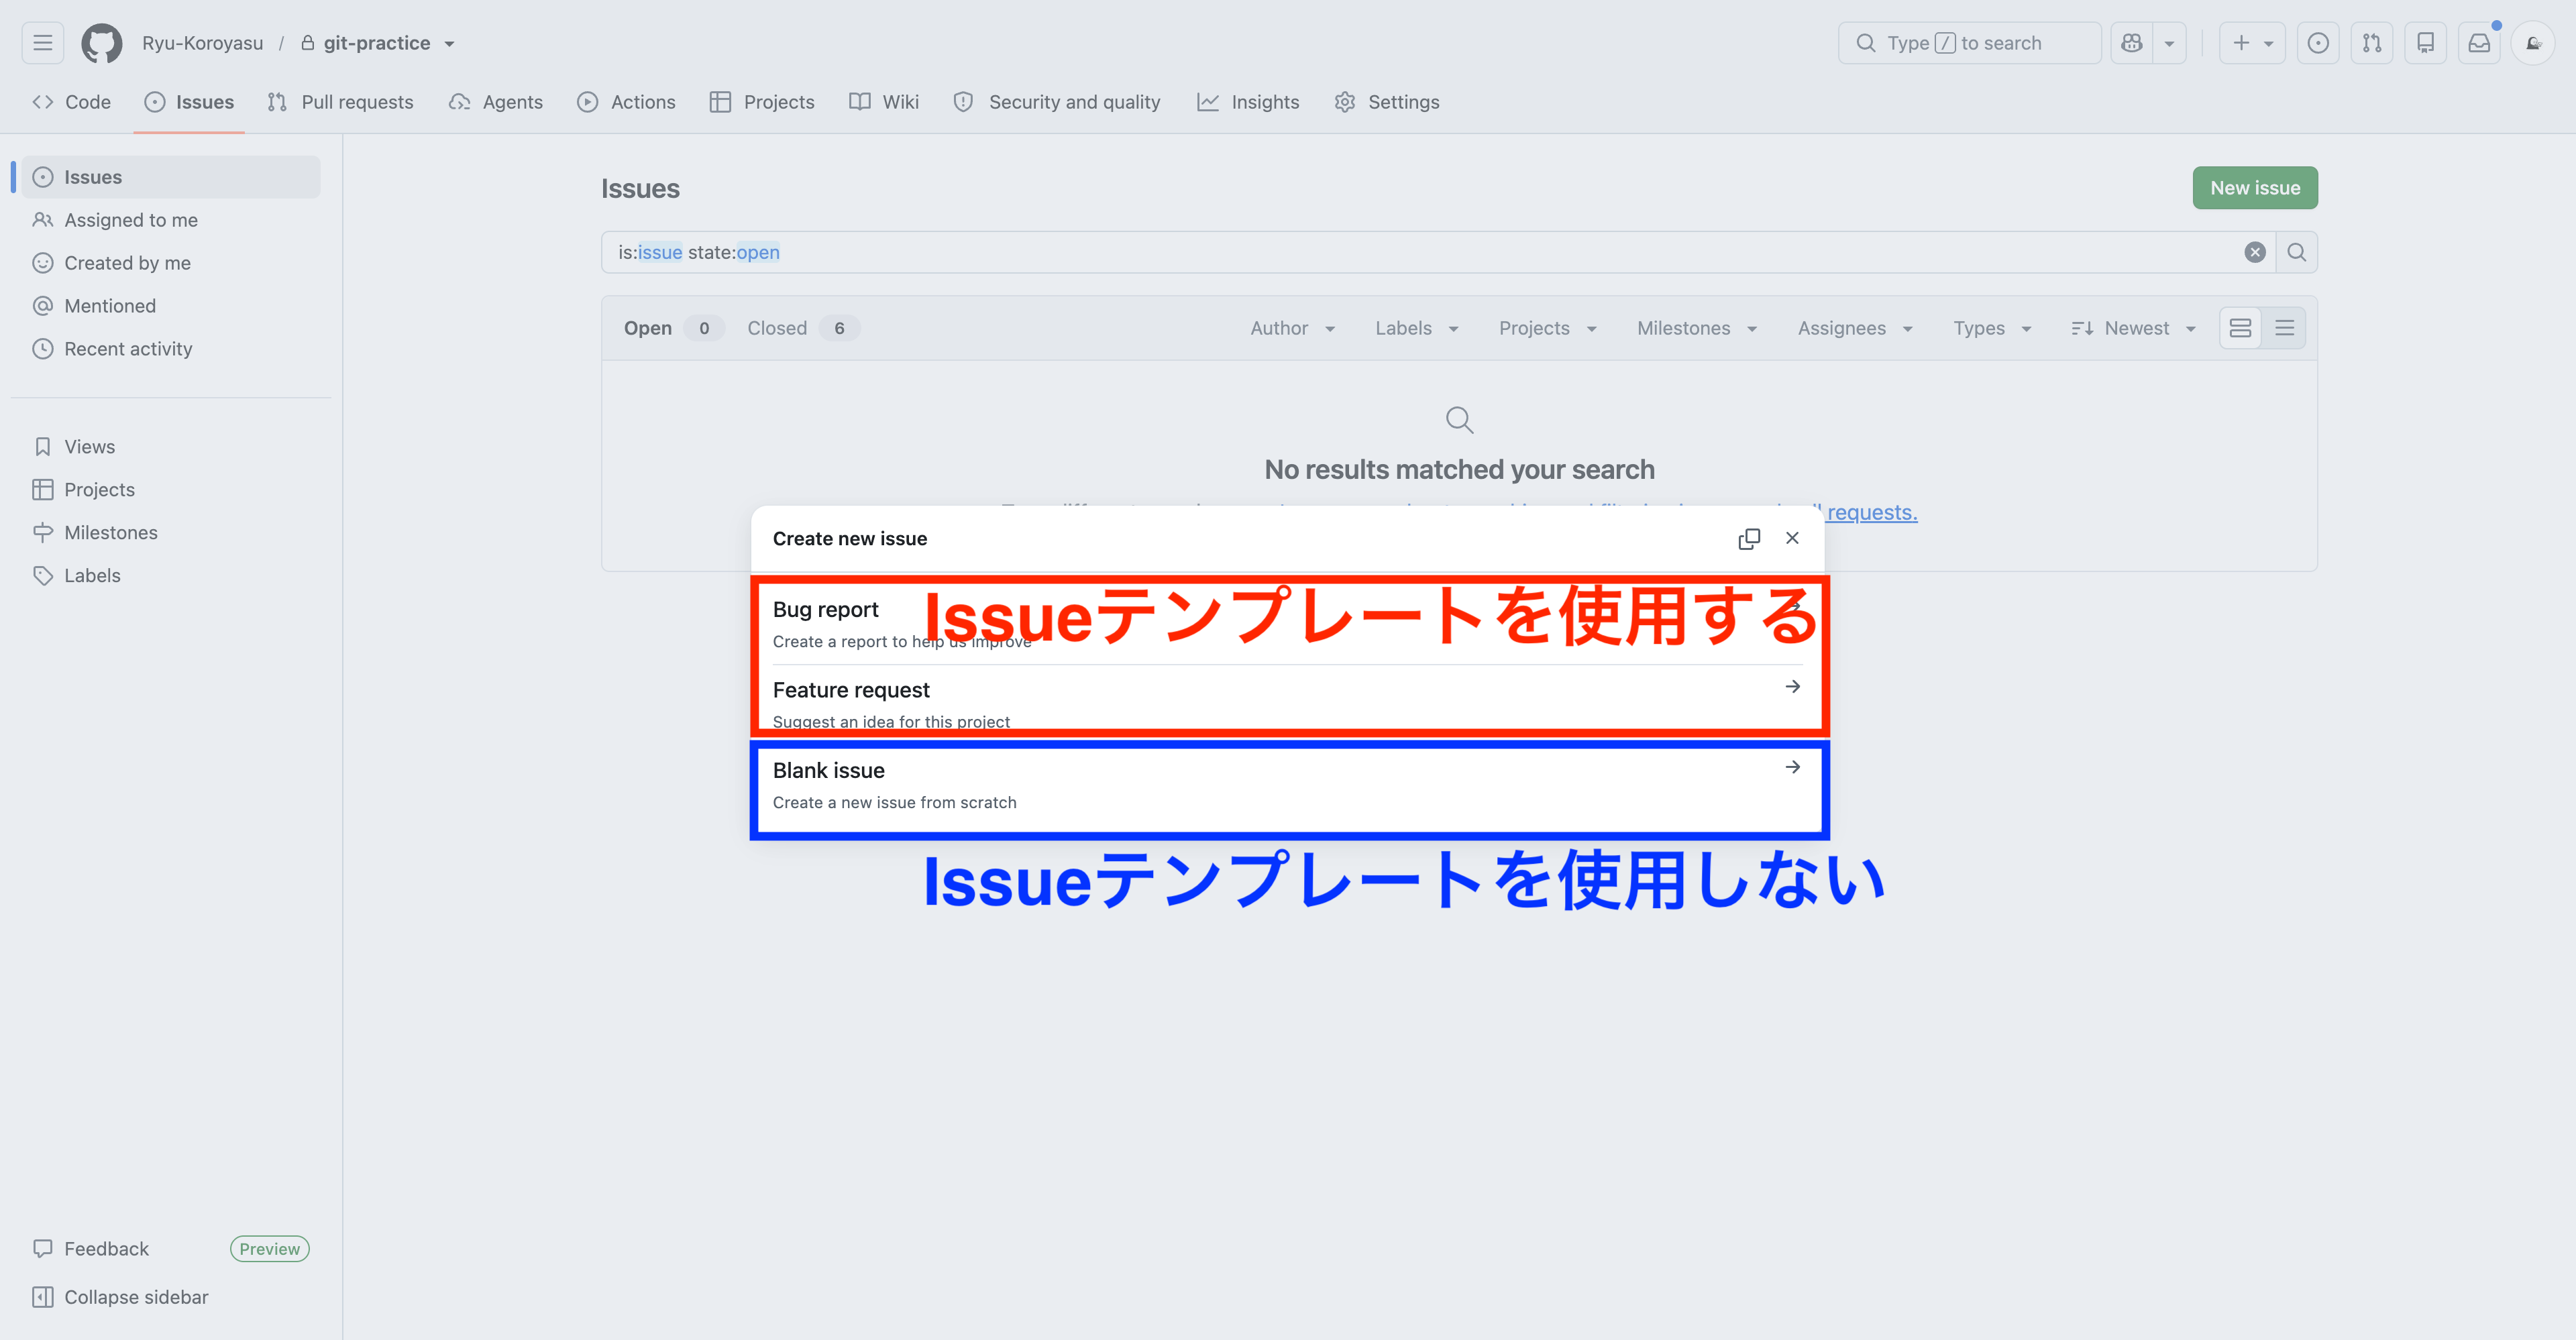 Ryu-Koroyasu / git-practice
Type / to search
Code Issues Pull requests Agents Actions Projects Wiki Security and quality Insights Settings
Issues
Assigned to me
Created by me
Mentioned
Recent activity
Views
Projects
Milestones
Labels
Feedback Preview
Collapse sidebar
Issues New issue
is:issue state:open
Open 0 Closed 6 Author Labels Projects Milestones Assignees Types Newest
No results matched your search
requests.
Create new issue
Bug report
Issueテンプレートを使用する
Create a report to help us improve
Feature request
Suggest an idea for this project
Blank issue
Create a new issue from scratch
Issueテンプレートを使用しない